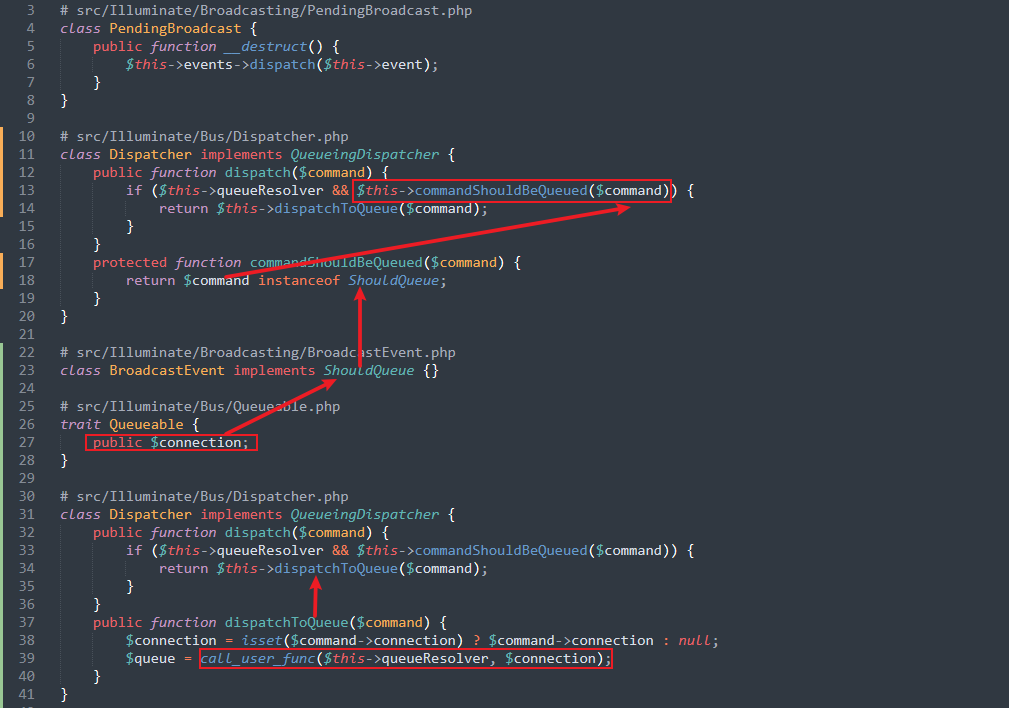 3 # src/Illuminate/Broadcasting/PendingBroadcast.php
4 class PendingBroadcast {
5 public function __destruct() {
6 $this->events->dispatch($this->event);
7 }
8 }
9
10 # src/Illuminate/Bus/Dispatcher.php
11 class Dispatcher implements QueueingDispatcher {
12 public function dispatch($command) {
13 if ($this->queueResolver && $this->commandShouldBeQueued($command)) {
14 return $this->dispatchToQueue($command);
15 }
16 }
17 protected function commandShouldBeQueued($command) {
18 return $command instanceof ShouldQueue;
19 }
20 }
21
22 # src/Illuminate/Broadcasting/BroadcastEvent.php
23 class BroadcastEvent implements ShouldQueue {}
24
25 # src/Illuminate/Bus/Queueable.php
26 trait Queueable {
27 public $connection;
28 }
29
30 # src/Illuminate/Bus/Dispatcher.php
31 class Dispatcher implements QueueingDispatcher {
32 public function dispatch($command) {
33 if ($this->queueResolver && $this->commandShouldBeQueued($command)) {
34 return $this->dispatchToQueue($command);
35 }
36 }
37 public function dispatchToQueue($command) {
38 $connection = isset($command->connection) ? $command->connection : null;
39 $queue = call_user_func($this->queueResolver, $connection);
40 }
41 }